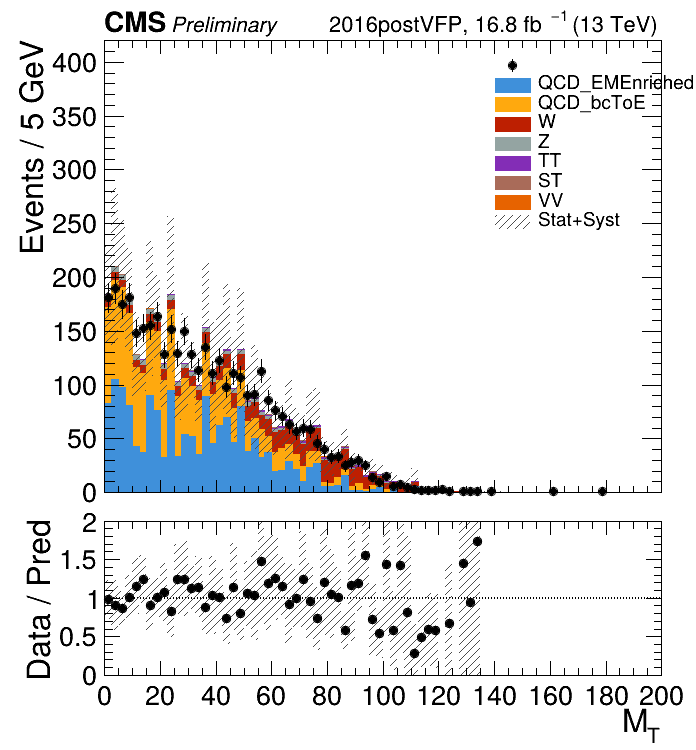 CMS Preliminary 2016postVFP, 16.8 fb⁻¹ (13 TeV)
Events / 5 GeV
400
350
300
250
200
150
100
50
0
QCD_EMEnriched
QCD_bcToE
W
Z
TT
ST
VV
Stat+Syst
Data / Pred
2
1.5
1
0.5
0
0 20 40 60 80 100 120 140 160 180 200
M_T